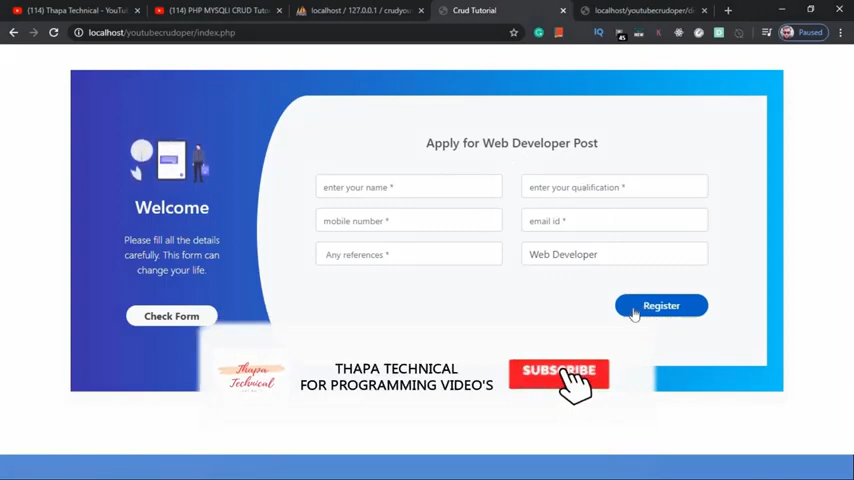 (114) Thapa Technical - YouTu
(114) PHP MYSQLI CRUD Tuto
localhost / 127.0.0.1 / crudyou
Crud Tutorial
localhost/youtubecrudoper/di
localhost/youtubecrudoper/index.php
Paused
Apply for Web Developer Post
enter your name *
enter your qualification *
mobile number *
email id *
Any references *
Web Developer
Register
Welcome
Please fill all the details
carefully. This form can
change your life.
Check Form
Thapa
Technical
THAPA TECHNICAL
FOR PROGRAMMING VIDEO'S
SUBSCRIBE